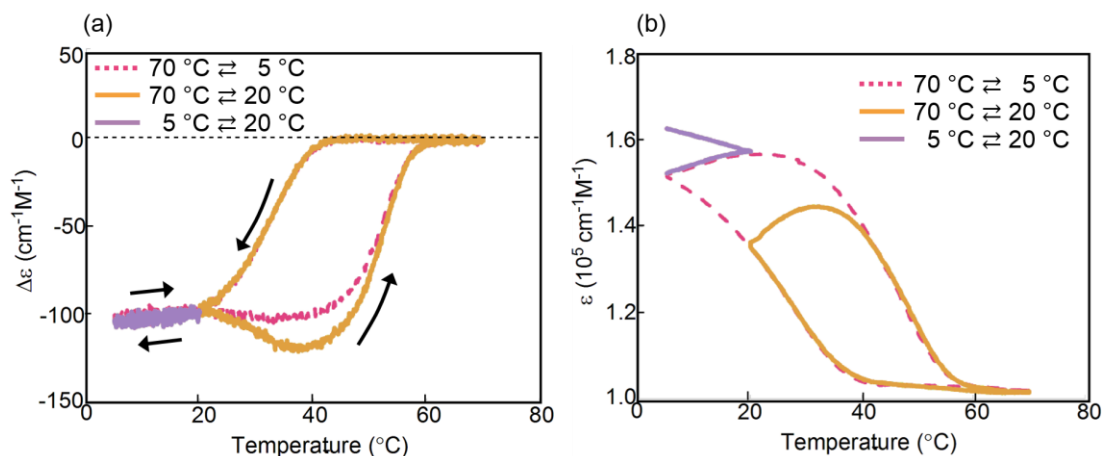 (a)
50
0
-50
-100
-150
Δε (cm⁻¹M⁻¹)
70 °C ⇄ 5 °C
70 °C ⇄ 20 °C
5 °C ⇄ 20 °C
0 20 40 60 80
Temperature (°C)
(b)
1.8
1.6
1.4
1.2
1.0
ε (10⁵ cm⁻¹M⁻¹)
70 °C ⇄ 5 °C
70 °C ⇄ 20 °C
5 °C ⇄ 20 °C
0 20 40 60 80
Temperature (°C)